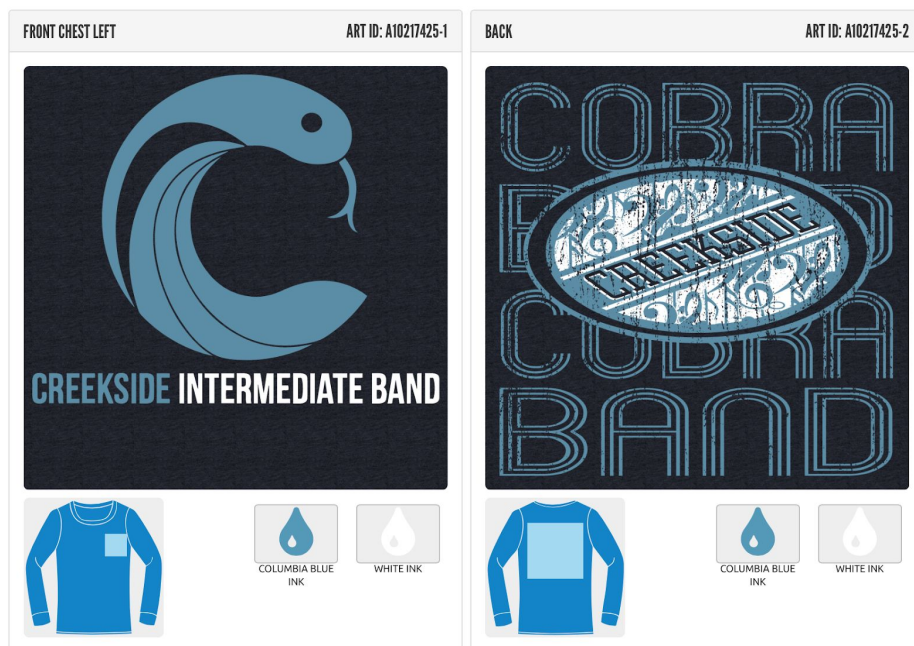 FRONT CHEST LEFT
ART ID: A10217425-1
CREEKSIDE INTERMEDIATE BAND
COLUMBIA BLUE
INK
WHITE INK
BACK
ART ID: A10217425-2
COBRA
BAND
CREEKSIDE
COBRA
BAND
COLUMBIA BLUE
INK
WHITE INK